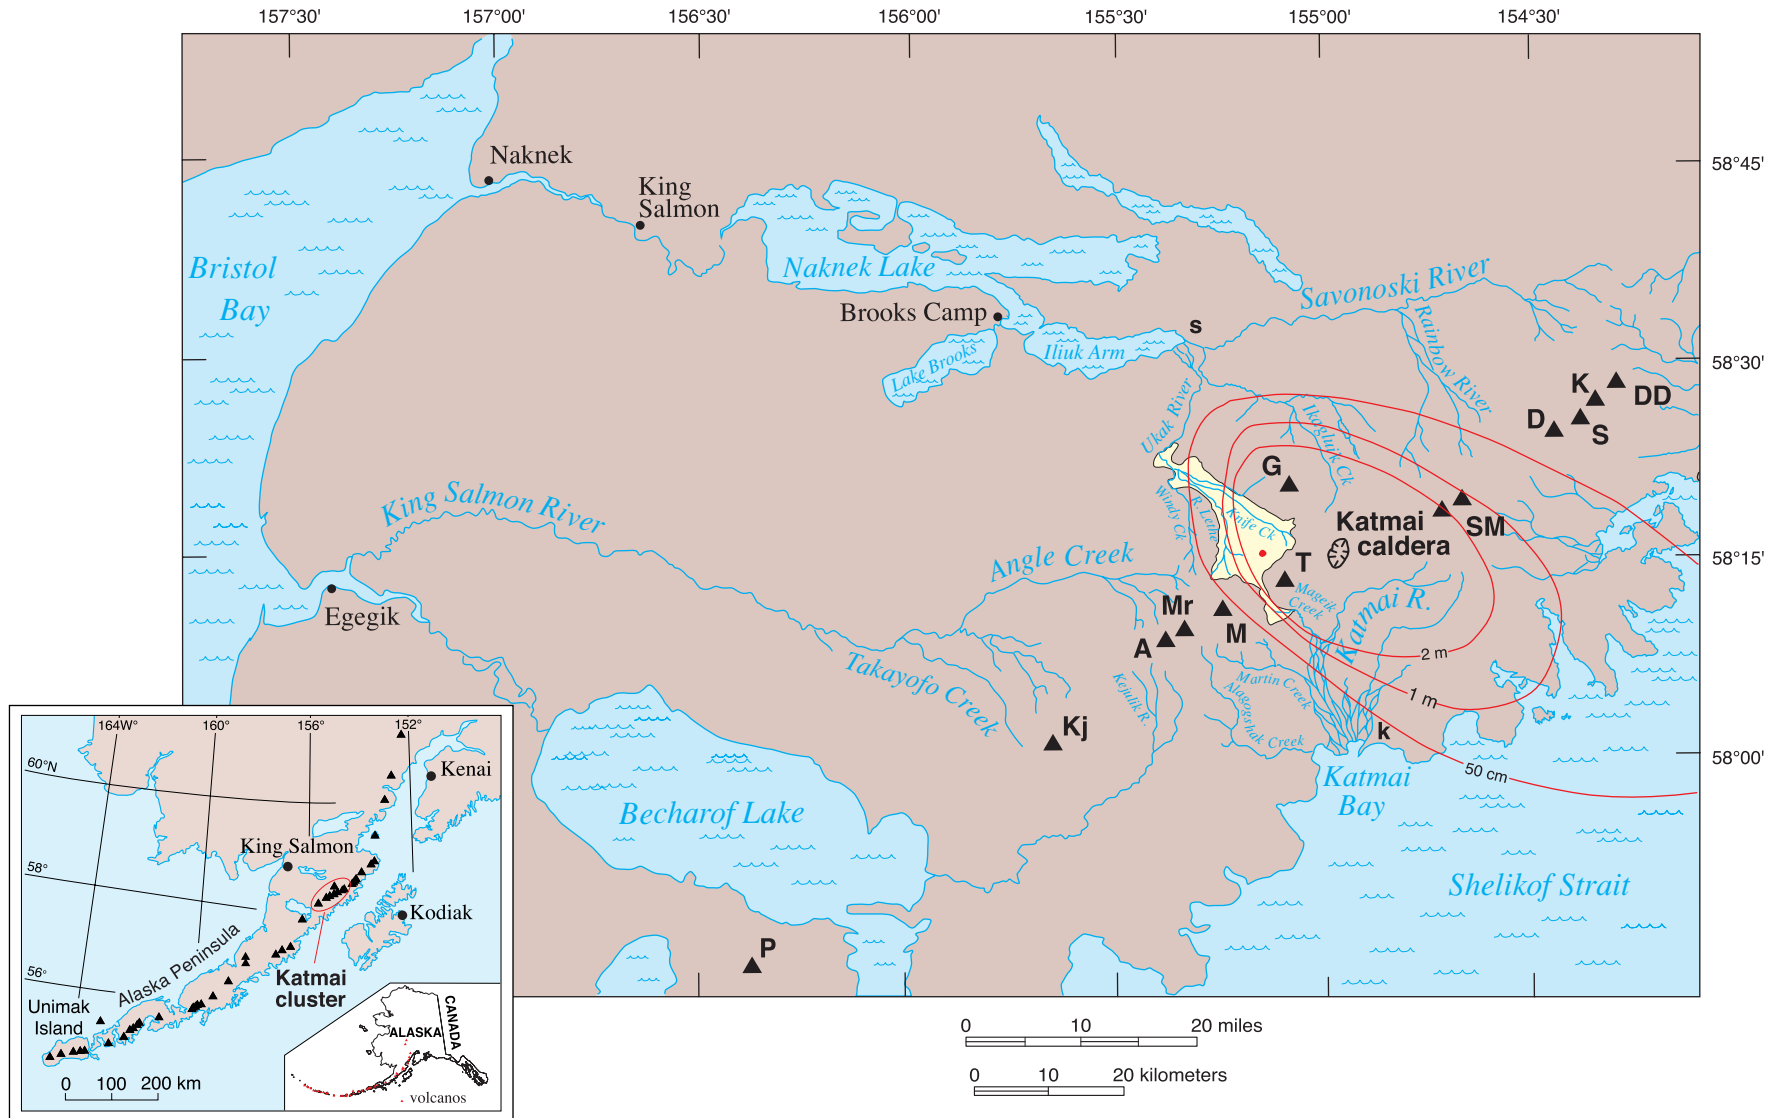 157°30'
157°00'
156°30'
156°00'
155°30'
155°00'
154°30'
58°45'
58°30'
58°15'
58°00'
Naknek
King
Salmon
Bristol
Bay
Naknek Lake
Brooks Camp
Lake Brooks
Iliuk Arm
s
Savonoski River
Rainbow River
K
DD
D
S
Ukak River
Ikagluik Ck
G
Windy Ck
R. Lethe
Knife Ck
Katmai
caldera
SM
King Salmon River
Angle Creek
T
Mageik
Creek
Katmai R.
Egegik
Mr
A
M
2 m
1 m
50 cm
Takayofo Creek
Kejulik R.
Martin Creek
Alagogshak Creek
Kj
k
Katmai
Bay
Becharof Lake
Shelikof Strait
P
0 10 20 miles
0 10 20 kilometers
164°W
160°
156°
152°
60°N
58°
56°
Kenai
King Salmon
Kodiak
Alaska Peninsula
Katmai
cluster
Unimak
Island
0 100 200 km
ALASKA
CANADA
volcanos